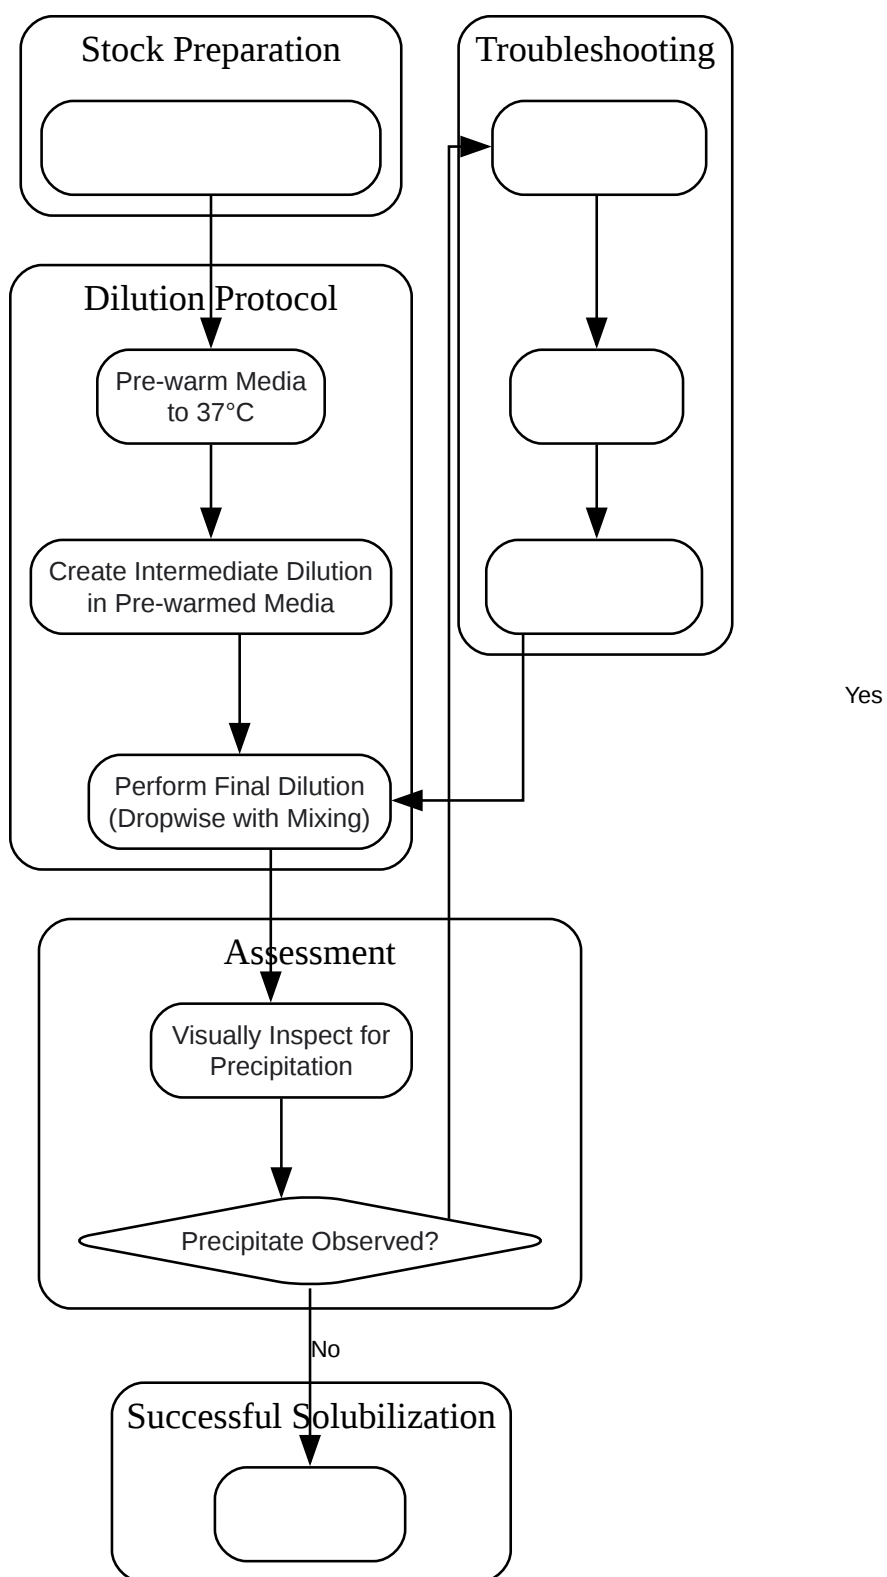 Stock Preparation
Troubleshooting
Dilution Protocol
Pre-warm Media
to 37°C
Create Intermediate Dilution
in Pre-warmed Media
Yes
Perform Final Dilution
(Dropwise with Mixing)
Assessment
Visually Inspect for
Precipitation
Precipitate Observed?
No
Successful Solubilization